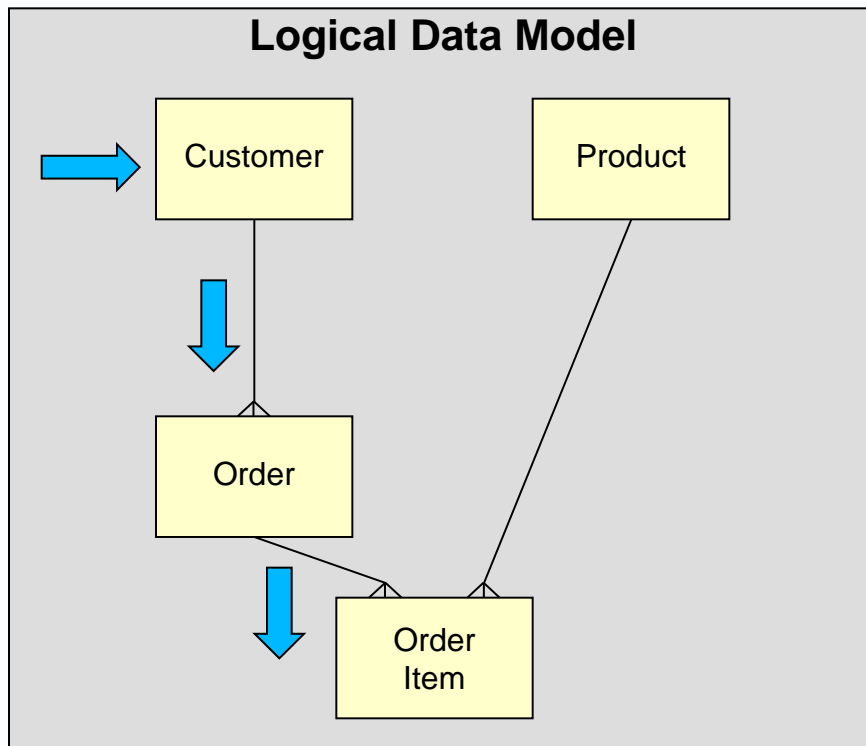 Logical Data Model
Customer
Product
Order
Order
Item